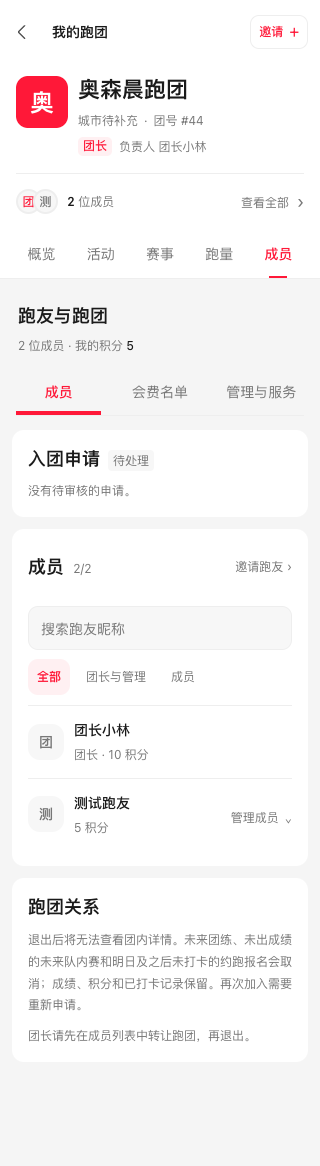 我的跑团
邀请 +
奥
奥森晨跑团
城市待补充 · 团号 #44
团长 负责人 团长小林
团 测 2 位成员 查看全部 ›
概览 活动 赛事 跑量 成员
跑友与跑团
2 位成员 · 我的积分 5
成员 会费名单 管理与服务
入团申请 待处理
没有待审核的申请。
成员 2/2 邀请跑友 ›
搜索跑友昵称
全部 团长与管理 成员
团 团长小林
团长 · 10 积分
测 测试跑友
5 积分
管理成员 ⌄
跑团关系
退出后将无法查看团内详情。未来团练、未出成绩
的未来队内赛和明日及之后未打卡的约跑报名会取
消；成绩、积分和已打卡记录保留。再次加入需要
重新申请。
团长请先在成员列表中转让跑团，再退出。